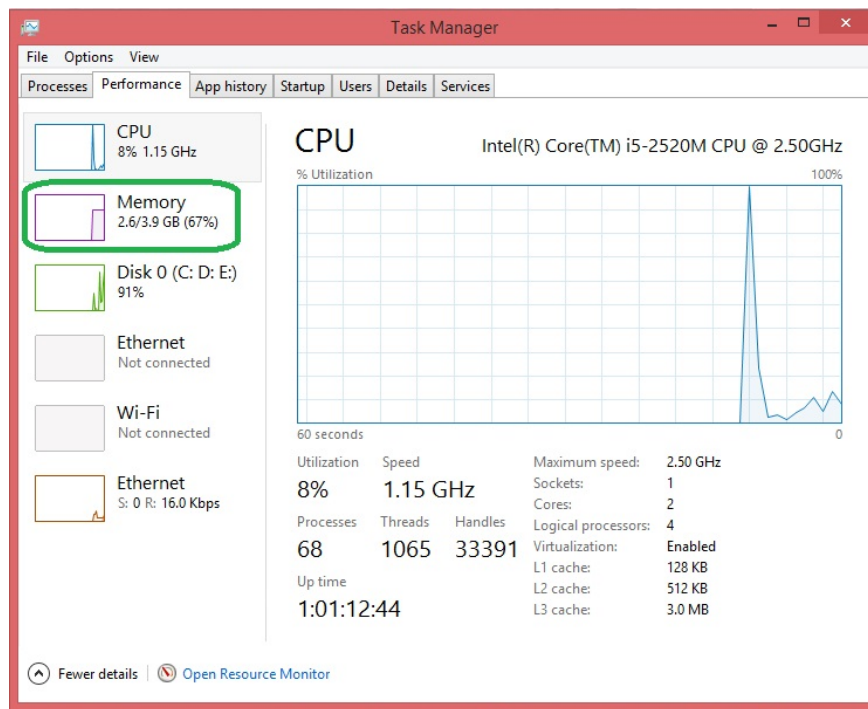 Task Manager
File Options View
Processes Performance App history Startup Users Details Services
CPU
8% 1.15 GHz
Memory
2.6/3.9 GB (67%)
Disk 0 (C: D: E:)
91%
Ethernet
Not connected
Wi-Fi
Not connected
Ethernet
S: 0 R: 16.0 Kbps
CPU Intel(R) Core(TM) i5-2520M CPU @ 2.50GHz
% Utilization 100%
60 seconds 0
Utilization Speed
8% 1.15 GHz
Processes Threads Handles
68 1065 33391
Up time
1:01:12:44
Maximum speed: 2.50 GHz
Sockets: 1
Cores: 2
Logical processors: 4
Virtualization: Enabled
L1 cache: 128 KB
L2 cache: 512 KB
L3 cache: 3.0 MB
Fewer details Open Resource Monitor